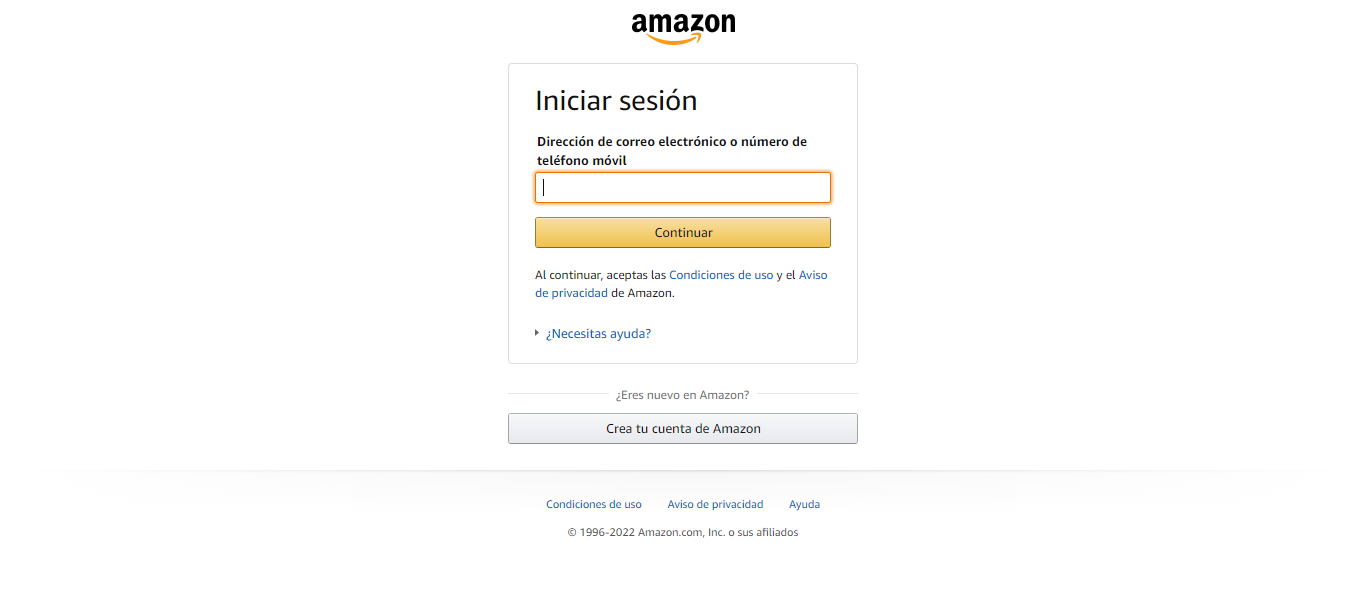 amazon
Iniciar sesión
Dirección de correo electrónico o número de
teléfono móvil
Continuar
Al continuar, aceptas las Condiciones de uso y el Aviso
de privacidad de Amazon.
¿Necesitas ayuda?
¿Eres nuevo en Amazon?
Crea tu cuenta de Amazon
Condiciones de uso Aviso de privacidad Ayuda
© 1996-2022 Amazon.com, Inc. o sus afiliados